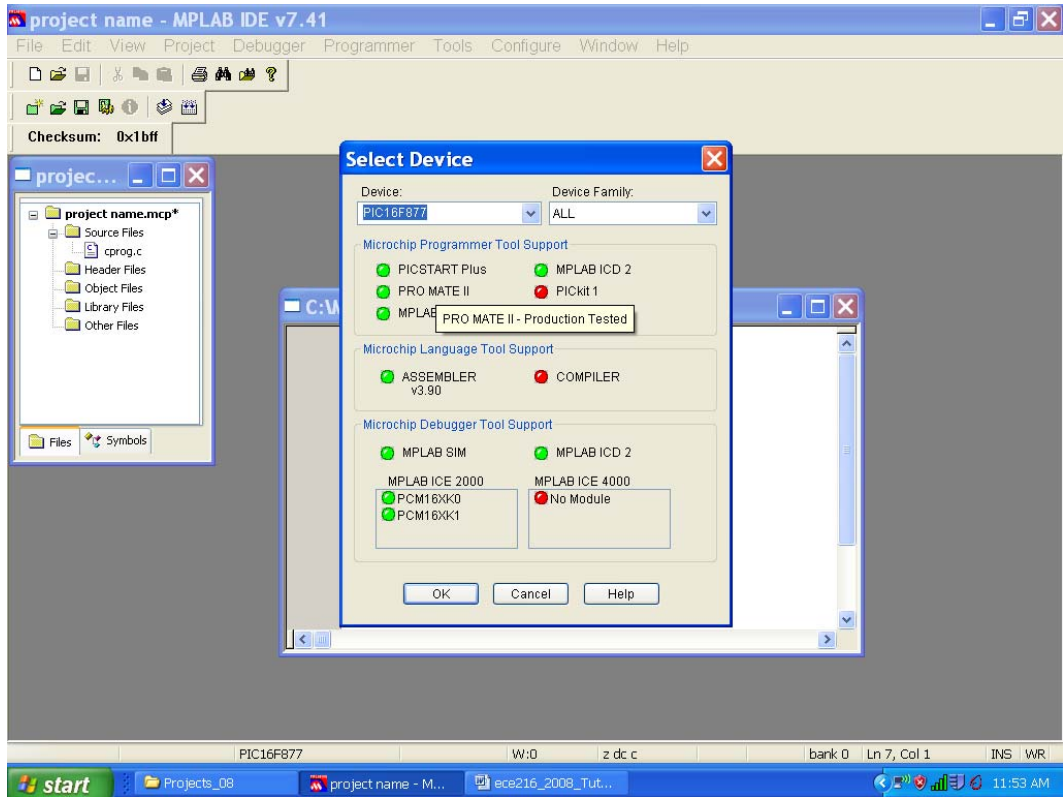 project name - MPLAB IDE v7.41
File Edit View Project Debugger Programmer Tools Configure Window Help
Checksum: 0x1bff
projec...
project name.mcp*
Source Files
cprog.c
Header Files
Object Files
Library Files
Other Files
Files Symbols
C:\
Select Device
Device: Device Family:
PIC16F877 ALL
Microchip Programmer Tool Support
PICSTART Plus MPLAB ICD 2
PRO MATE II PICkit 1
MPLAB
PRO MATE II - Production Tested
Microchip Language Tool Support
ASSEMBLER COMPILER
v3.90
Microchip Debugger Tool Support
MPLAB SIM MPLAB ICD 2
MPLAB ICE 2000 MPLAB ICE 4000
PCM16XK0 No Module
PCM16XK1
OK Cancel Help
PIC16F877 W:0 z dc c bank 0 Ln 7, Col 1 INS WR
start Projects_08 project name - M... ece216_2008_Tut... 11:53 AM